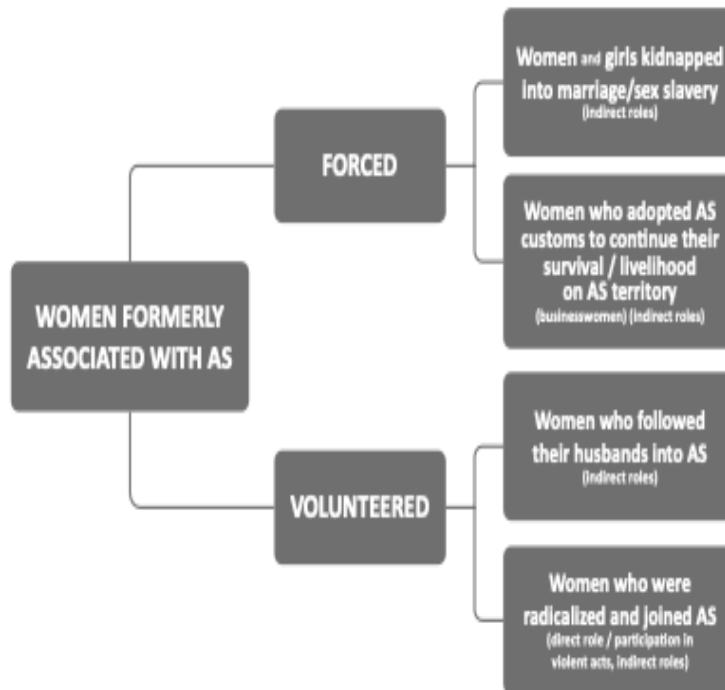 WOMEN FORMERLY
ASSOCIATED WITH AS
FORCED
Women and girls kidnapped
into marriage/sex slavery
(indirect roles)
Women who adopted AS
customs to continue their
survival / livelihood
on AS territory
(businesswomen) (indirect roles)
VOLUNTEERED
Women who followed
their husbands into AS
(indirect roles)
Women who were
radicalized and joined AS
(direct role / participation in
violent acts, indirect roles)